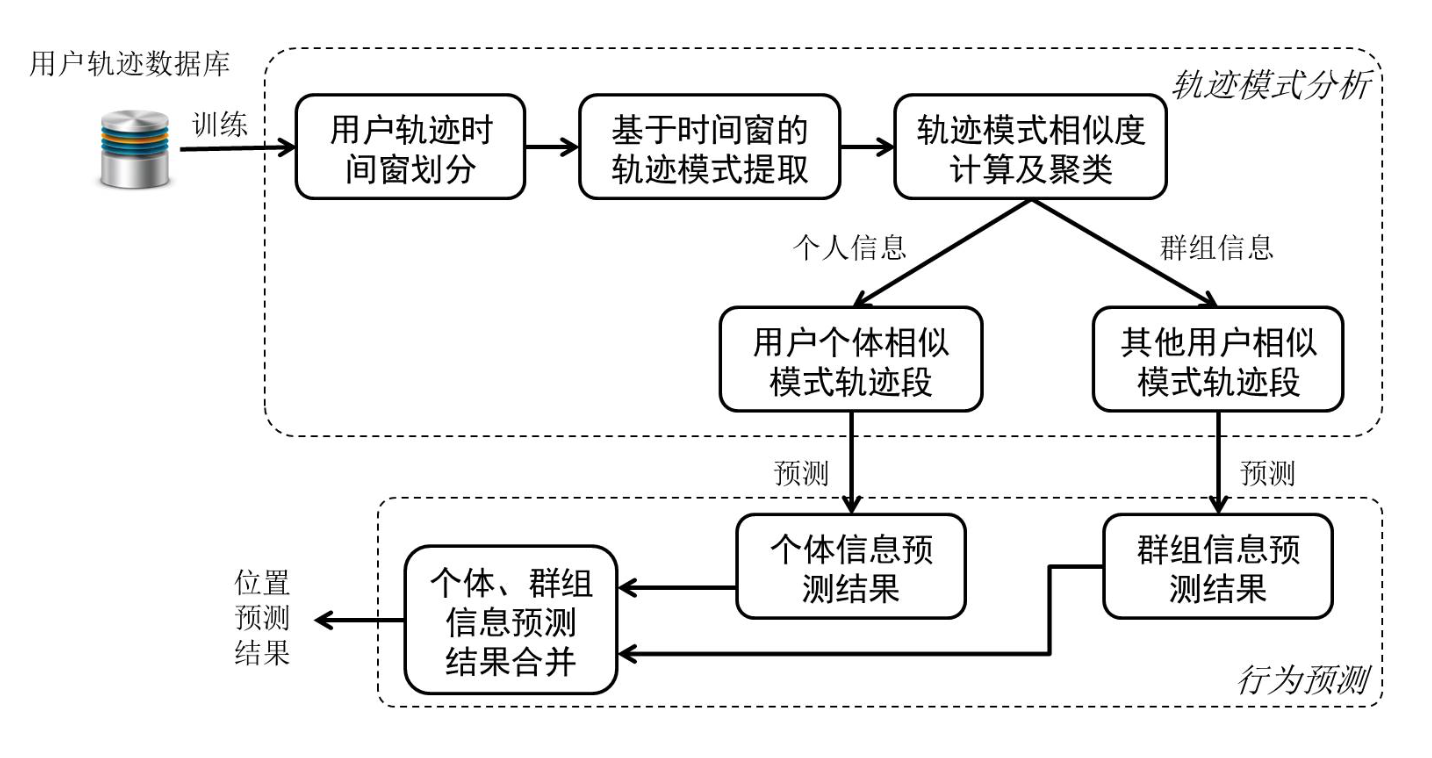 用户轨迹数据库
训练
轨迹模式分析
用户轨迹时
间窗划分
基于时间窗的
轨迹模式提取
轨迹模式相似度
计算及聚类
个人信息
群组信息
用户个体相似
模式轨迹段
其他用户相似
模式轨迹段
预测
预测
个体信息预
测结果
群组信息预
测结果
个体、群组
信息预测
结果合并
位置
预测
结果
行为预测